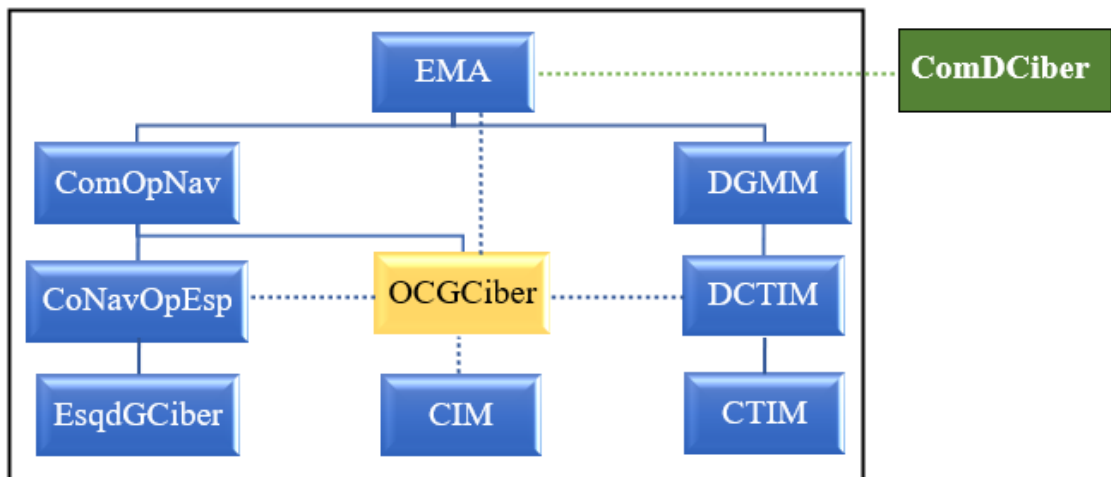 EMA
ComDCiber
ComOpNav
DGMM
CoNavOpEsp
OCGCiber
DCTIM
EsqdGCiber
CIM
CTIM